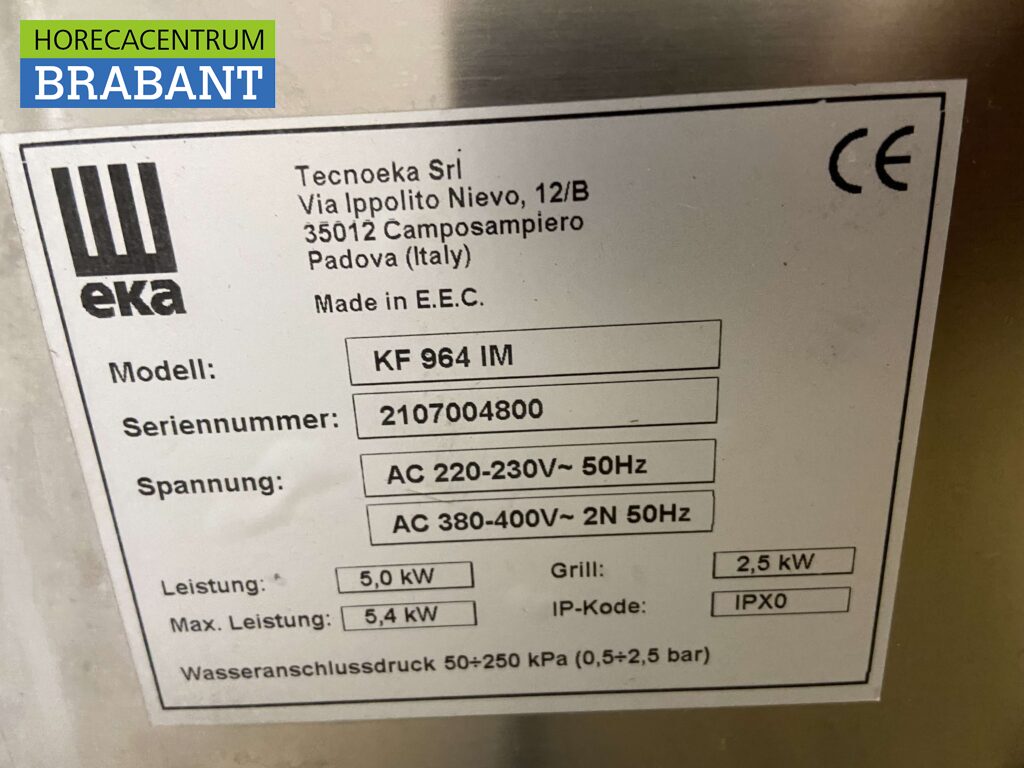 HORECACENTRUM
BRABANT
eka
Tecnoeka Srl
Via Ippolito Nievo, 12/B
35012 Camposampiero
Padova (Italy)
Made in E.E.C.
CE
Modell: KF 964 IM
Seriennummer: 2107004800
Spannung: AC 220-230V~ 50Hz
AC 380-400V~ 2N 50Hz
Leistung: 5,0 kW Grill: 2,5 kW
Max. Leistung: 5,4 kW IP-Kode: IPX0
Wasseranschlussdruck 50÷250 kPa (0,5÷2,5 bar)